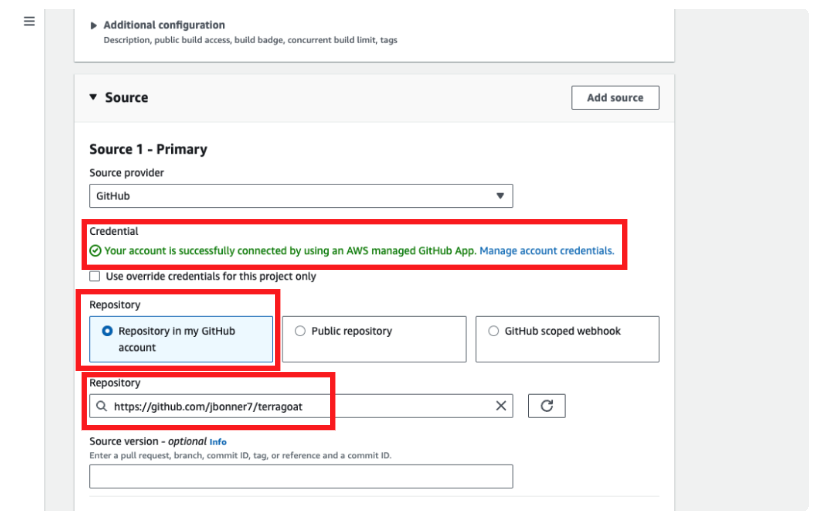 Additional configuration
Description, public build access, build badge, concurrent build limit, tags
Source
Add source
Source 1 - Primary
Source provider
GitHub
Credential
Your account is successfully connected by using an AWS managed GitHub App. Manage account credentials.
Use override credentials for this project only
Repository
Repository in my GitHub
account
Public repository
GitHub scoped webhook
Repository
https://github.com/jbonner7/terragoat
Source version - optional Info
Enter a pull request, branch, commit ID, tag, or reference and a commit ID.